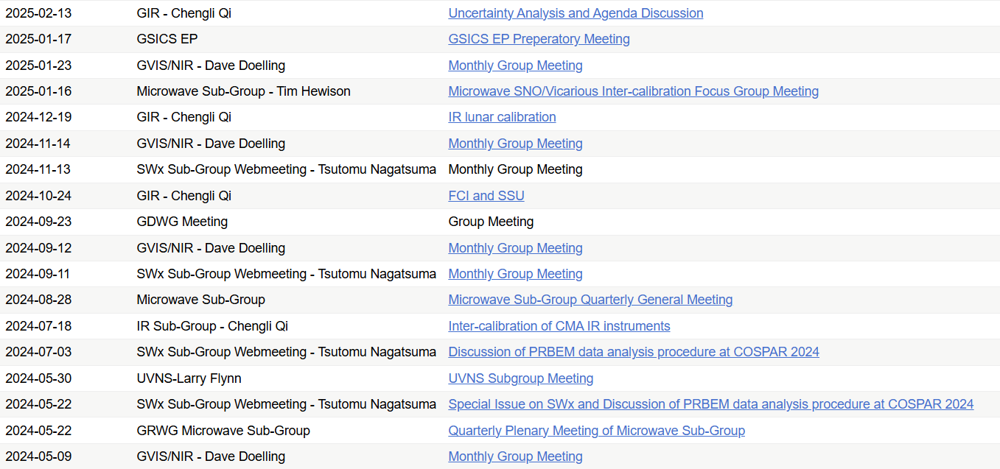 2025-02-13 GIR - Chengli Qi Uncertainty Analysis and Agenda Discussion
2025-01-17 GSICS EP GSICS EP Preperatory Meeting
2025-01-23 GVIS/NIR - Dave Doelling Monthly Group Meeting
2025-01-16 Microwave Sub-Group - Tim Hewison Microwave SNO/Vicarious Inter-calibration Focus Group Meeting
2024-12-19 GIR - Chengli Qi IR lunar calibration
2024-11-14 GVIS/NIR - Dave Doelling Monthly Group Meeting
2024-11-13 SWx Sub-Group Webmeeting - Tsutomu Nagatsuma Monthly Group Meeting
2024-10-24 GIR - Chengli Qi FCI and SSU
2024-09-23 GDWG Meeting Group Meeting
2024-09-12 GVIS/NIR - Dave Doelling Monthly Group Meeting
2024-09-11 SWx Sub-Group Webmeeting - Tsutomu Nagatsuma Monthly Group Meeting
2024-08-28 Microwave Sub-Group Microwave Sub-Group Quarterly General Meeting
2024-07-18 IR Sub-Group - Chengli Qi Inter-calibration of CMA IR instruments
2024-07-03 SWx Sub-Group Webmeeting - Tsutomu Nagatsuma Discussion of PRBEM data analysis procedure at COSPAR 2024
2024-05-30 UVNS-Larry Flynn UVNS Subgroup Meeting
2024-05-22 SWx Sub-Group Webmeeting - Tsutomu Nagatsuma Special Issue on SWx and Discussion of PRBEM data analysis procedure at COSPAR 2024
2024-05-22 GRWG Microwave Sub-Group Quarterly Plenary Meeting of Microwave Sub-Group
2024-05-09 GVIS/NIR - Dave Doelling Monthly Group Meeting